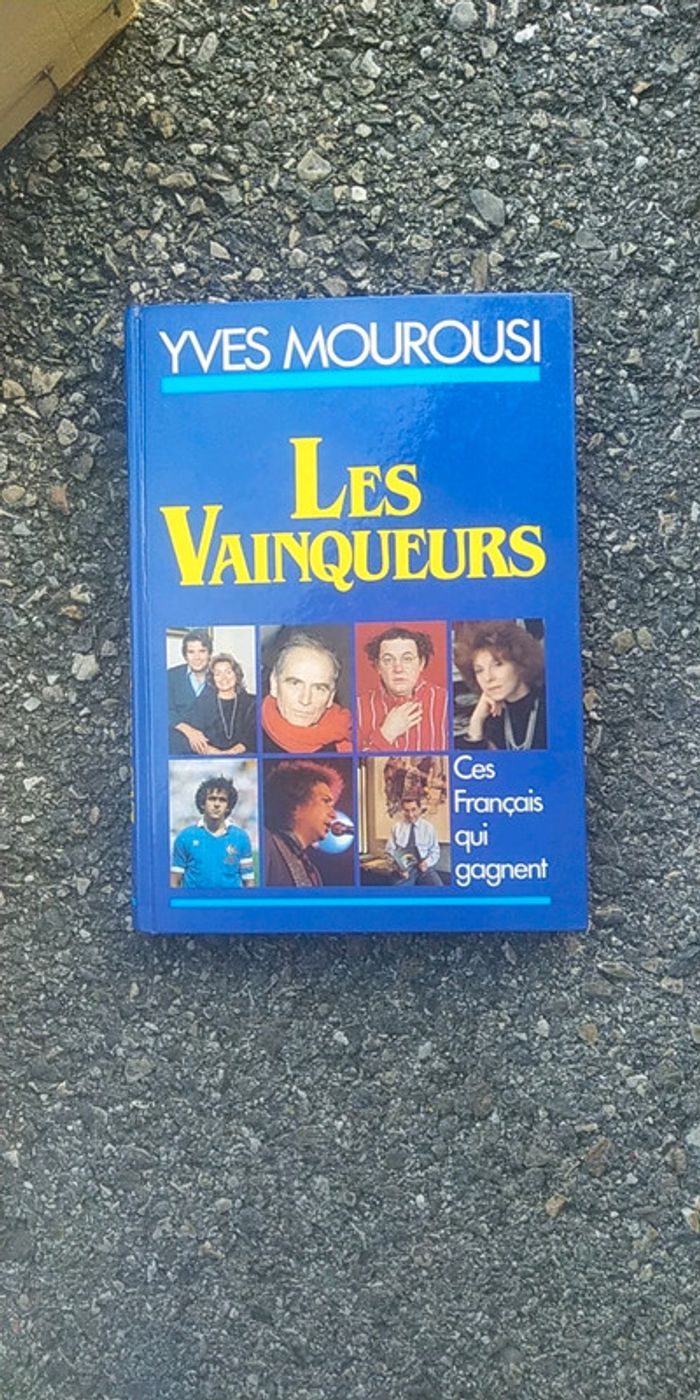 YVES MOUROUSI
LES
VAINQUEURS
Ces
Français
qui
gagnent